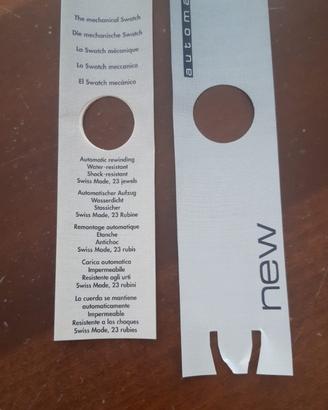 The mechanical Swatch
Die mechanische Swatch
La Swatch mécanique
Lo Swatch meccanico
El Swatch mecánico
Automatic rewinding
Water-resistant
Shock-resistant
Swiss Made, 23 jewels
Automatischer Aufzug
Wasserdicht
Stossicher
Swiss Made, 23 Rubine
Remontage automatique
Etanche
Antichoc
Swiss Made, 23 rubis
Carica automatica
Impermeabile
Resistente agli urti
Swiss Made, 23 rubini
La cuerda se mantiene
automaticamente
Impermeable
Resistente a los choques
Swiss Made, 23 rubies
automa
new